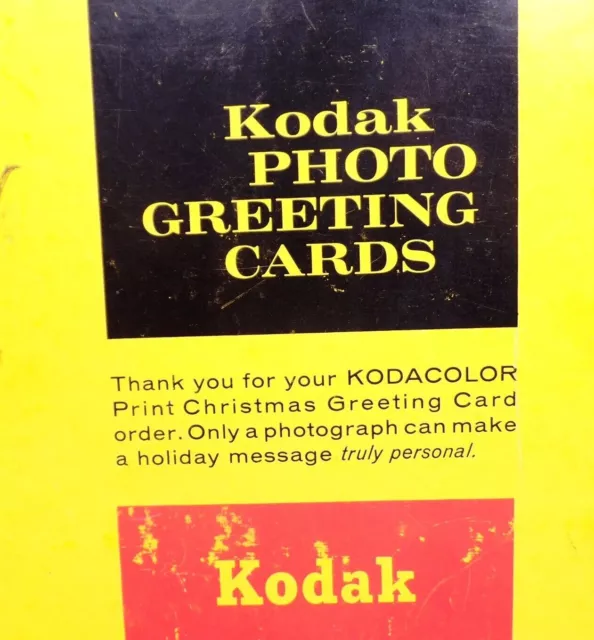 Kodak
PHOTO
GREETING
CARDS
Thank you for your KODACOLOR
Print Christmas Greeting Card
order. Only a photograph can make
a holiday message truly personal.
Kodak